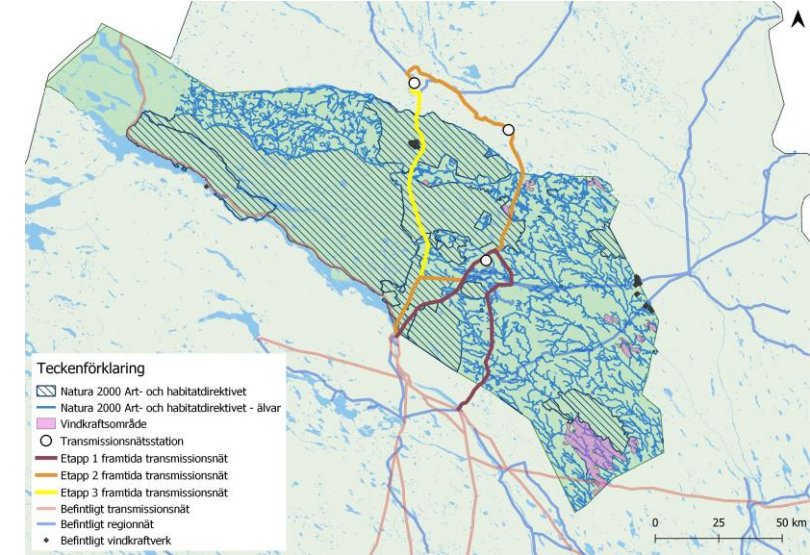 Teckenförklaring
Natura 2000 Art- och habitatdirektivet
Natura 2000 Art- och habitatdirektivet - älvar
Vindkraftsområde
Transmissionsnätsstation
Etapp 1 framtida transmissionsnät
Etapp 2 framtida transmissionsnät
Etapp 3 framtida transmissionsnät
Befintligt transmissionsnät
Befintligt regionnät
Befintligt vindkraftverk
0 25 50 km